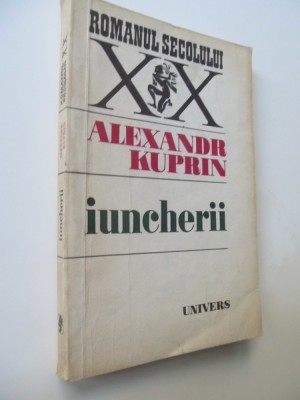 ROMANUL SECOLULUI
XX
ALEXANDR
KUPRIN
iuncherii
UNIVERS